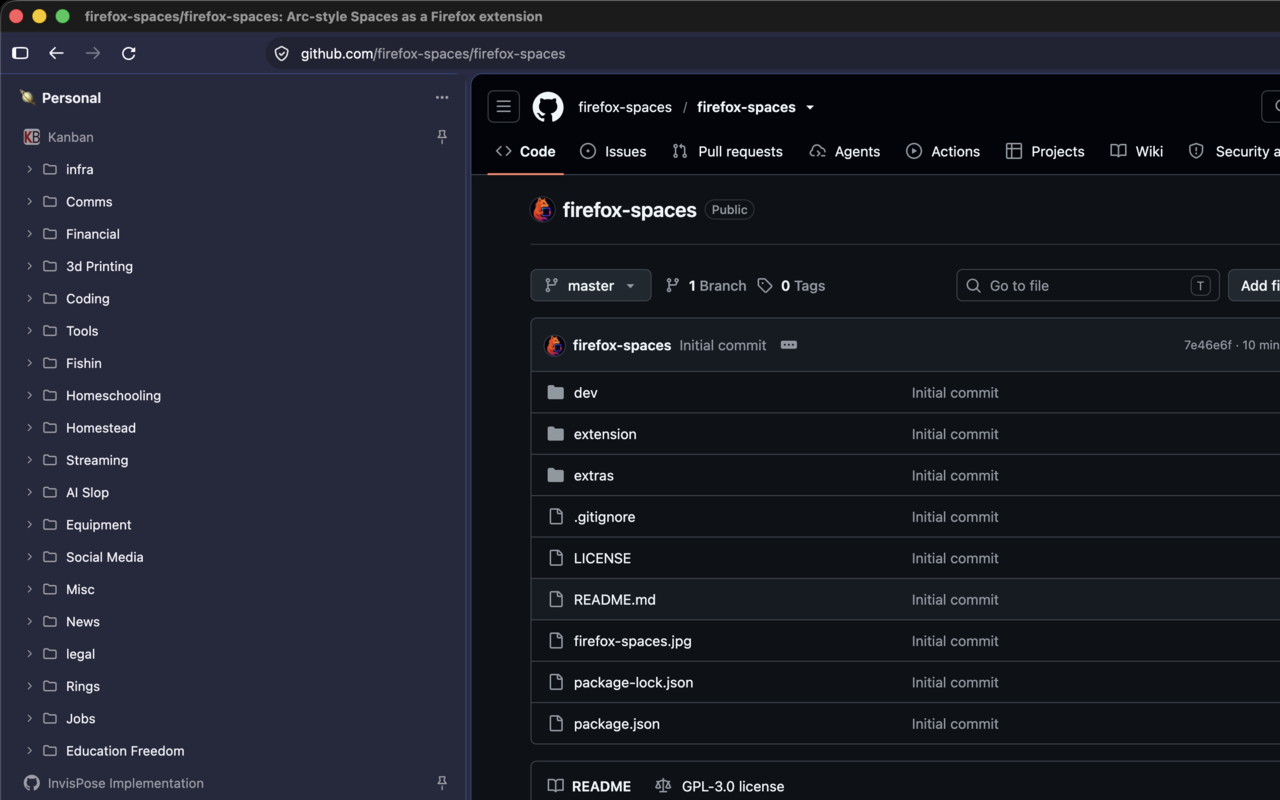 firefox-spaces/firefox-spaces: Arc-style Spaces as a Firefox extension
github.com/firefox-spaces/firefox-spaces
Personal
KB Kanban
infra
Comms
Financial
3d Printing
Coding
Tools
Fishin
Homeschooling
Homestead
Streaming
AI Slop
Equipment
Social Media
Misc
News
legal
Rings
Jobs
Education Freedom
InvisPose Implementation
firefox-spaces / firefox-spaces
Code Issues Pull requests Agents Actions Projects Wiki Security a
firefox-spaces Public
master 1 Branch 0 Tags Go to file T Add fi
firefox-spaces Initial commit 7e46e6f · 10 min
dev Initial commit
extension Initial commit
extras Initial commit
.gitignore Initial commit
LICENSE Initial commit
README.md Initial commit
firefox-spaces.jpg Initial commit
package-lock.json Initial commit
package.json Initial commit
README GPL-3.0 license